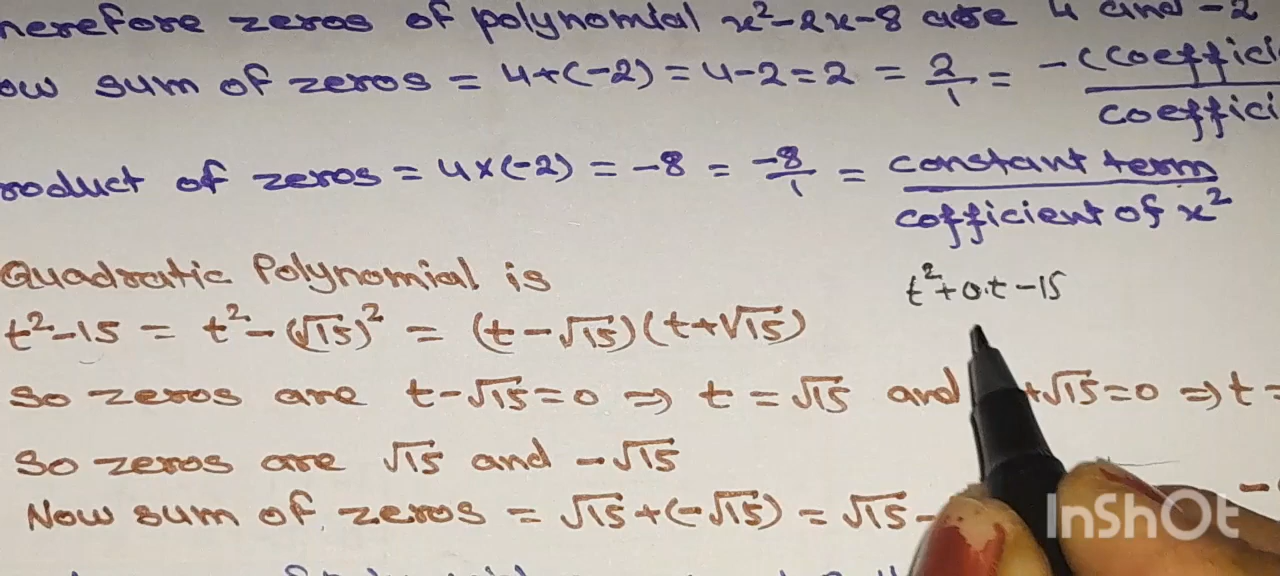 herefore zeros of polynomial x²-2x-8 are 4 and -2
ow sum of zeros = 4+(-2) = 4-2=2 = 2/1 = -(coeffici / coeffici
roduct of zeros = 4×(-2) = -8 = -8/1 = constant term / cofficient of x²
Quadratic Polynomial is
t²+0.t-15
t²-15 = t²-(√15)² = (t-√15)(t+√15)
So zeros are t-√15=0 ⇒ t=√15 and +√15=0 ⇒ t=
So zeros are √15 and -√15
Now sum of zeros = √15+(-√15) = √15-
InShOt